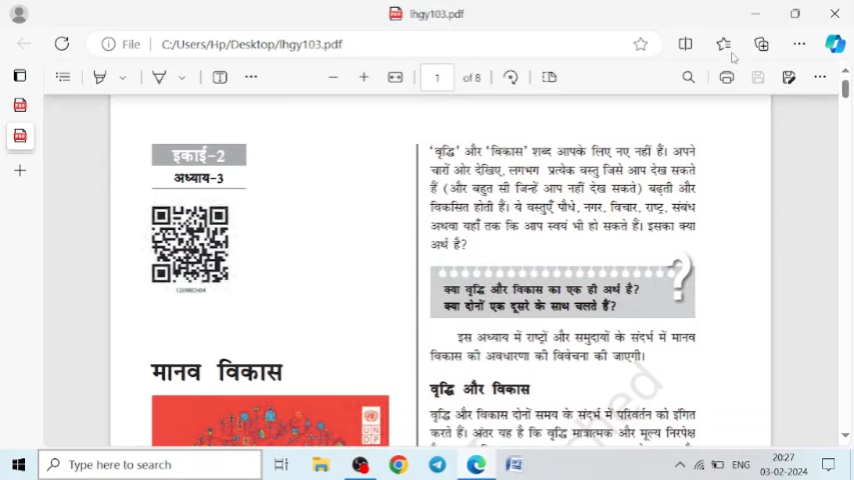 lhgy103.pdf
File C:/Users/Hp/Desktop/lhgy103.pdf
1 of 8
इकाई-2
अध्याय-3
मानव विकास
'वृद्धि' और 'विकास' शब्द आपके लिए नए नहीं हैं। अपने
चारों ओर देखिए, लगभग प्रत्येक वस्तु जिसे आप देख सकते
हैं (और बहुत सी जिन्हें आप नहीं देख सकते) बढ़ती और
विकसित होती हैं। ये वस्तुएँ पौधे, नगर, विचार, राष्ट्र, संबंध
अथवा यहाँ तक कि आप स्वयं भी हो सकते हैं। इसका क्या
अर्थ है?
क्या वृद्धि और विकास का एक ही अर्थ है?
क्या दोनों एक दूसरे के साथ चलते हैं?
?
इस अध्याय में राष्ट्रों और समुदायों के संदर्भ में मानव
विकास की अवधारणा की विवेचना की जाएगी।
वृद्धि और विकास
वृद्धि और विकास दोनों समय के संदर्भ में परिवर्तन को इंगित
करते हैं। अंतर यह है कि वृद्धि मात्रात्मक और मूल्य निरपेक्ष
Type here to search
ENG
20:27
03-02-2024